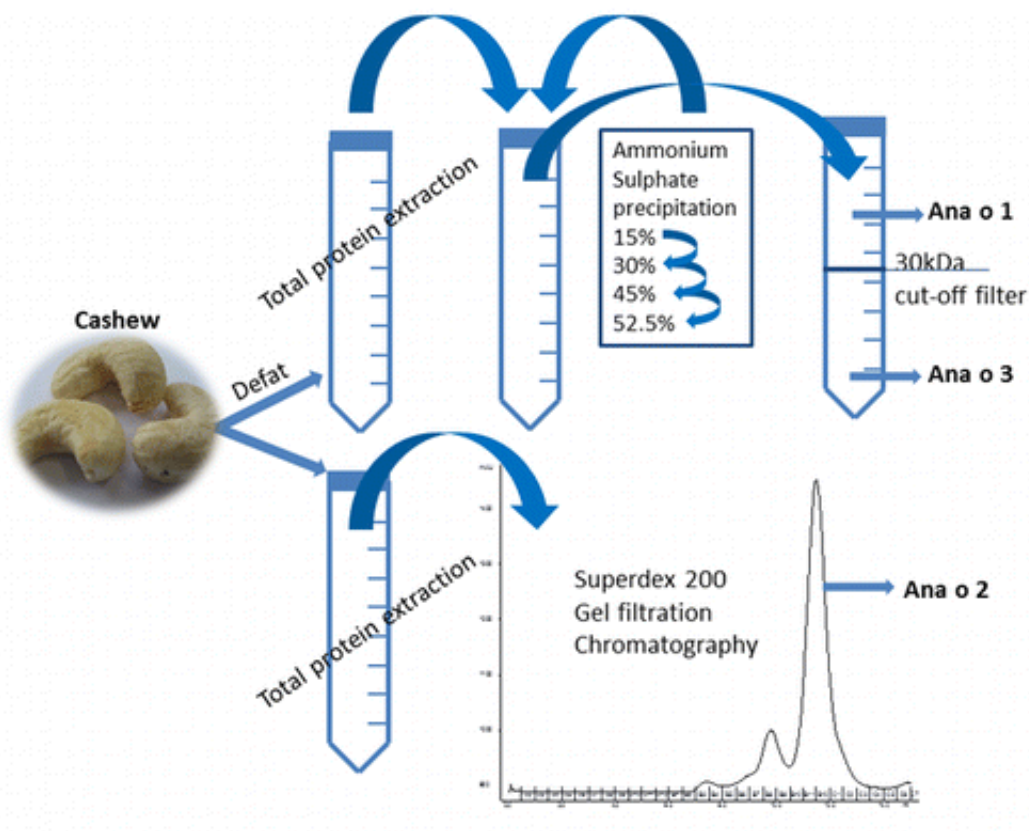 Total protein extraction
Ammonium
Sulphate
precipitation
15%
30%
45%
52.5%
Ana o 1
30kDa
cut-off filter
Ana o 3
Cashew
Defat
Total protein extraction
Superdex 200
Gel filtration
Chromatography
Ana o 2